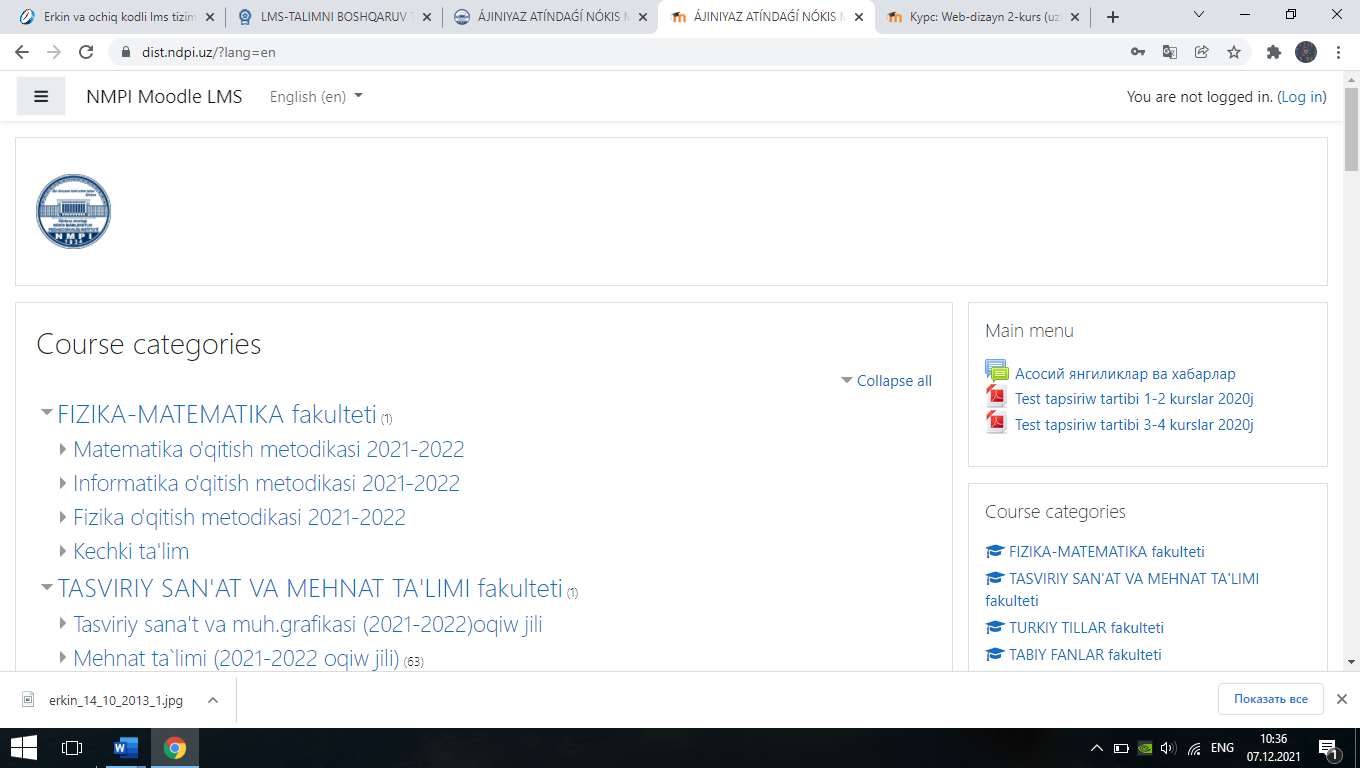 Erkin va ochiq kodli lms tizim
LMS-TALIMNI BOSHQARUV T
ÁJINIYAZ ATÍNDAǴÍ NÓKIS M
ÁJINIYAZ ATÍNDAǴÍ NÓKIS M
Курс: Web-dizayn 2-kurs (uz
dist.ndpi.uz/?lang=en
NMPI Moodle LMS
English (en)
You are not logged in. (Log in)
NMPI
1934
Course categories
Collapse all
FIZIKA-MATEMATIKA fakulteti (1)
Matematika o'qitish metodikasi 2021-2022
Informatika o'qitish metodikasi 2021-2022
Fizika o'qitish metodikasi 2021-2022
Kechki ta'lim
TASVIRIY SAN'AT VA MEHNAT TA'LIMI fakulteti (1)
Tasviriy sana't va muh.grafikasi (2021-2022)oqiw jili
Mehnat ta`limi (2021-2022 oqiw jili) (63)
Main menu
Асосий янгиликлар ва хабарлар
Test tapsiriw tartibi 1-2 kurslar 2020j
Test tapsiriw tartibi 3-4 kurslar 2020j
Course categories
FIZIKA-MATEMATIKA fakulteti
TASVIRIY SAN'AT VA MEHNAT TA'LIMI
fakulteti
TURKIY TILLAR fakulteti
TABIY FANLAR fakulteti
erkin_14_10_2013_1.jpg
Показать все
ENG
10:36
07.12.2021
1